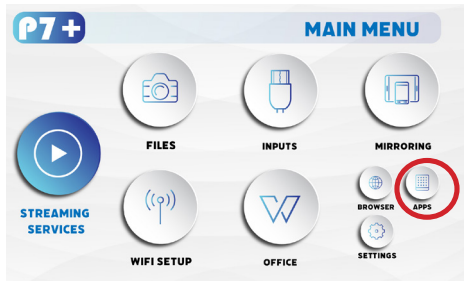 P7+ MAIN MENU
FILES INPUTS MIRRORING
BROWSER APPS
STREAMING
SERVICES
WIFI SETUP OFFICE SETTINGS